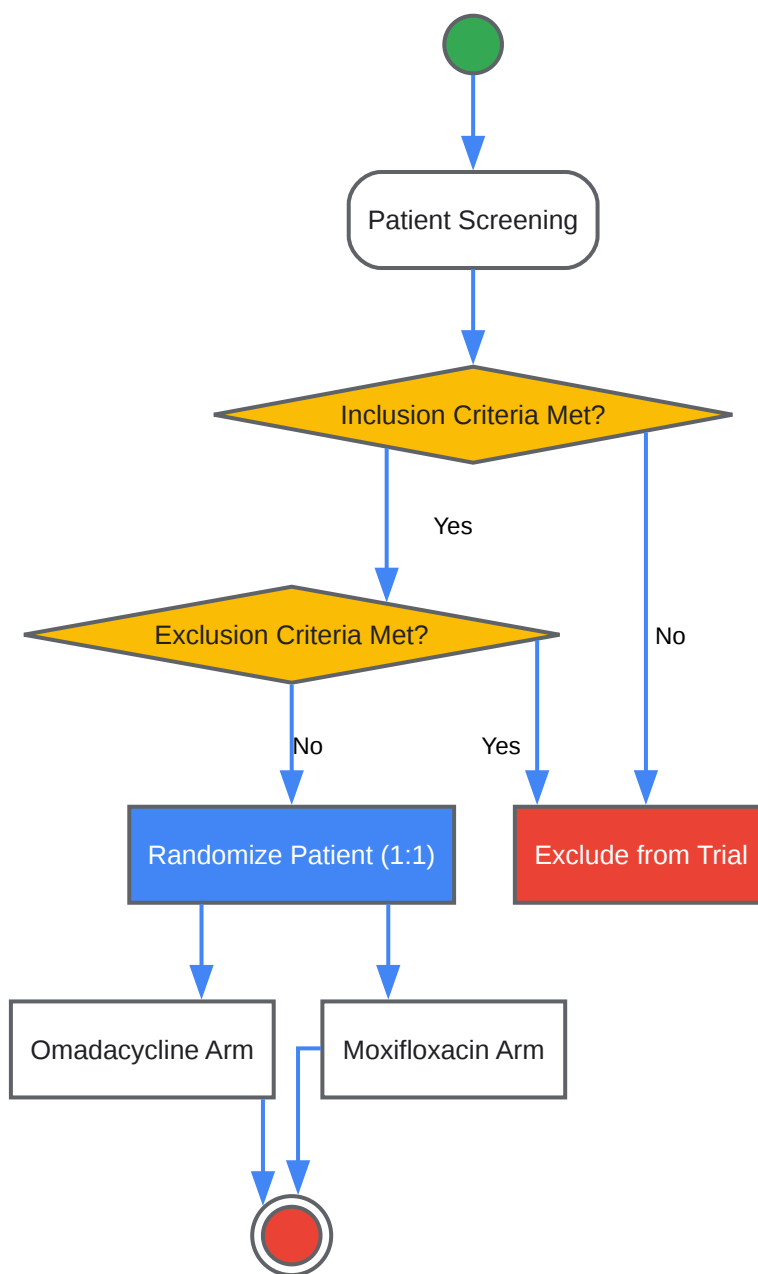 Patient Screening
Inclusion Criteria Met?
Yes
Exclusion Criteria Met?
No
No
Yes
Randomize Patient (1:1)
Exclude from Trial
Omadacycline Arm
Moxifloxacin Arm